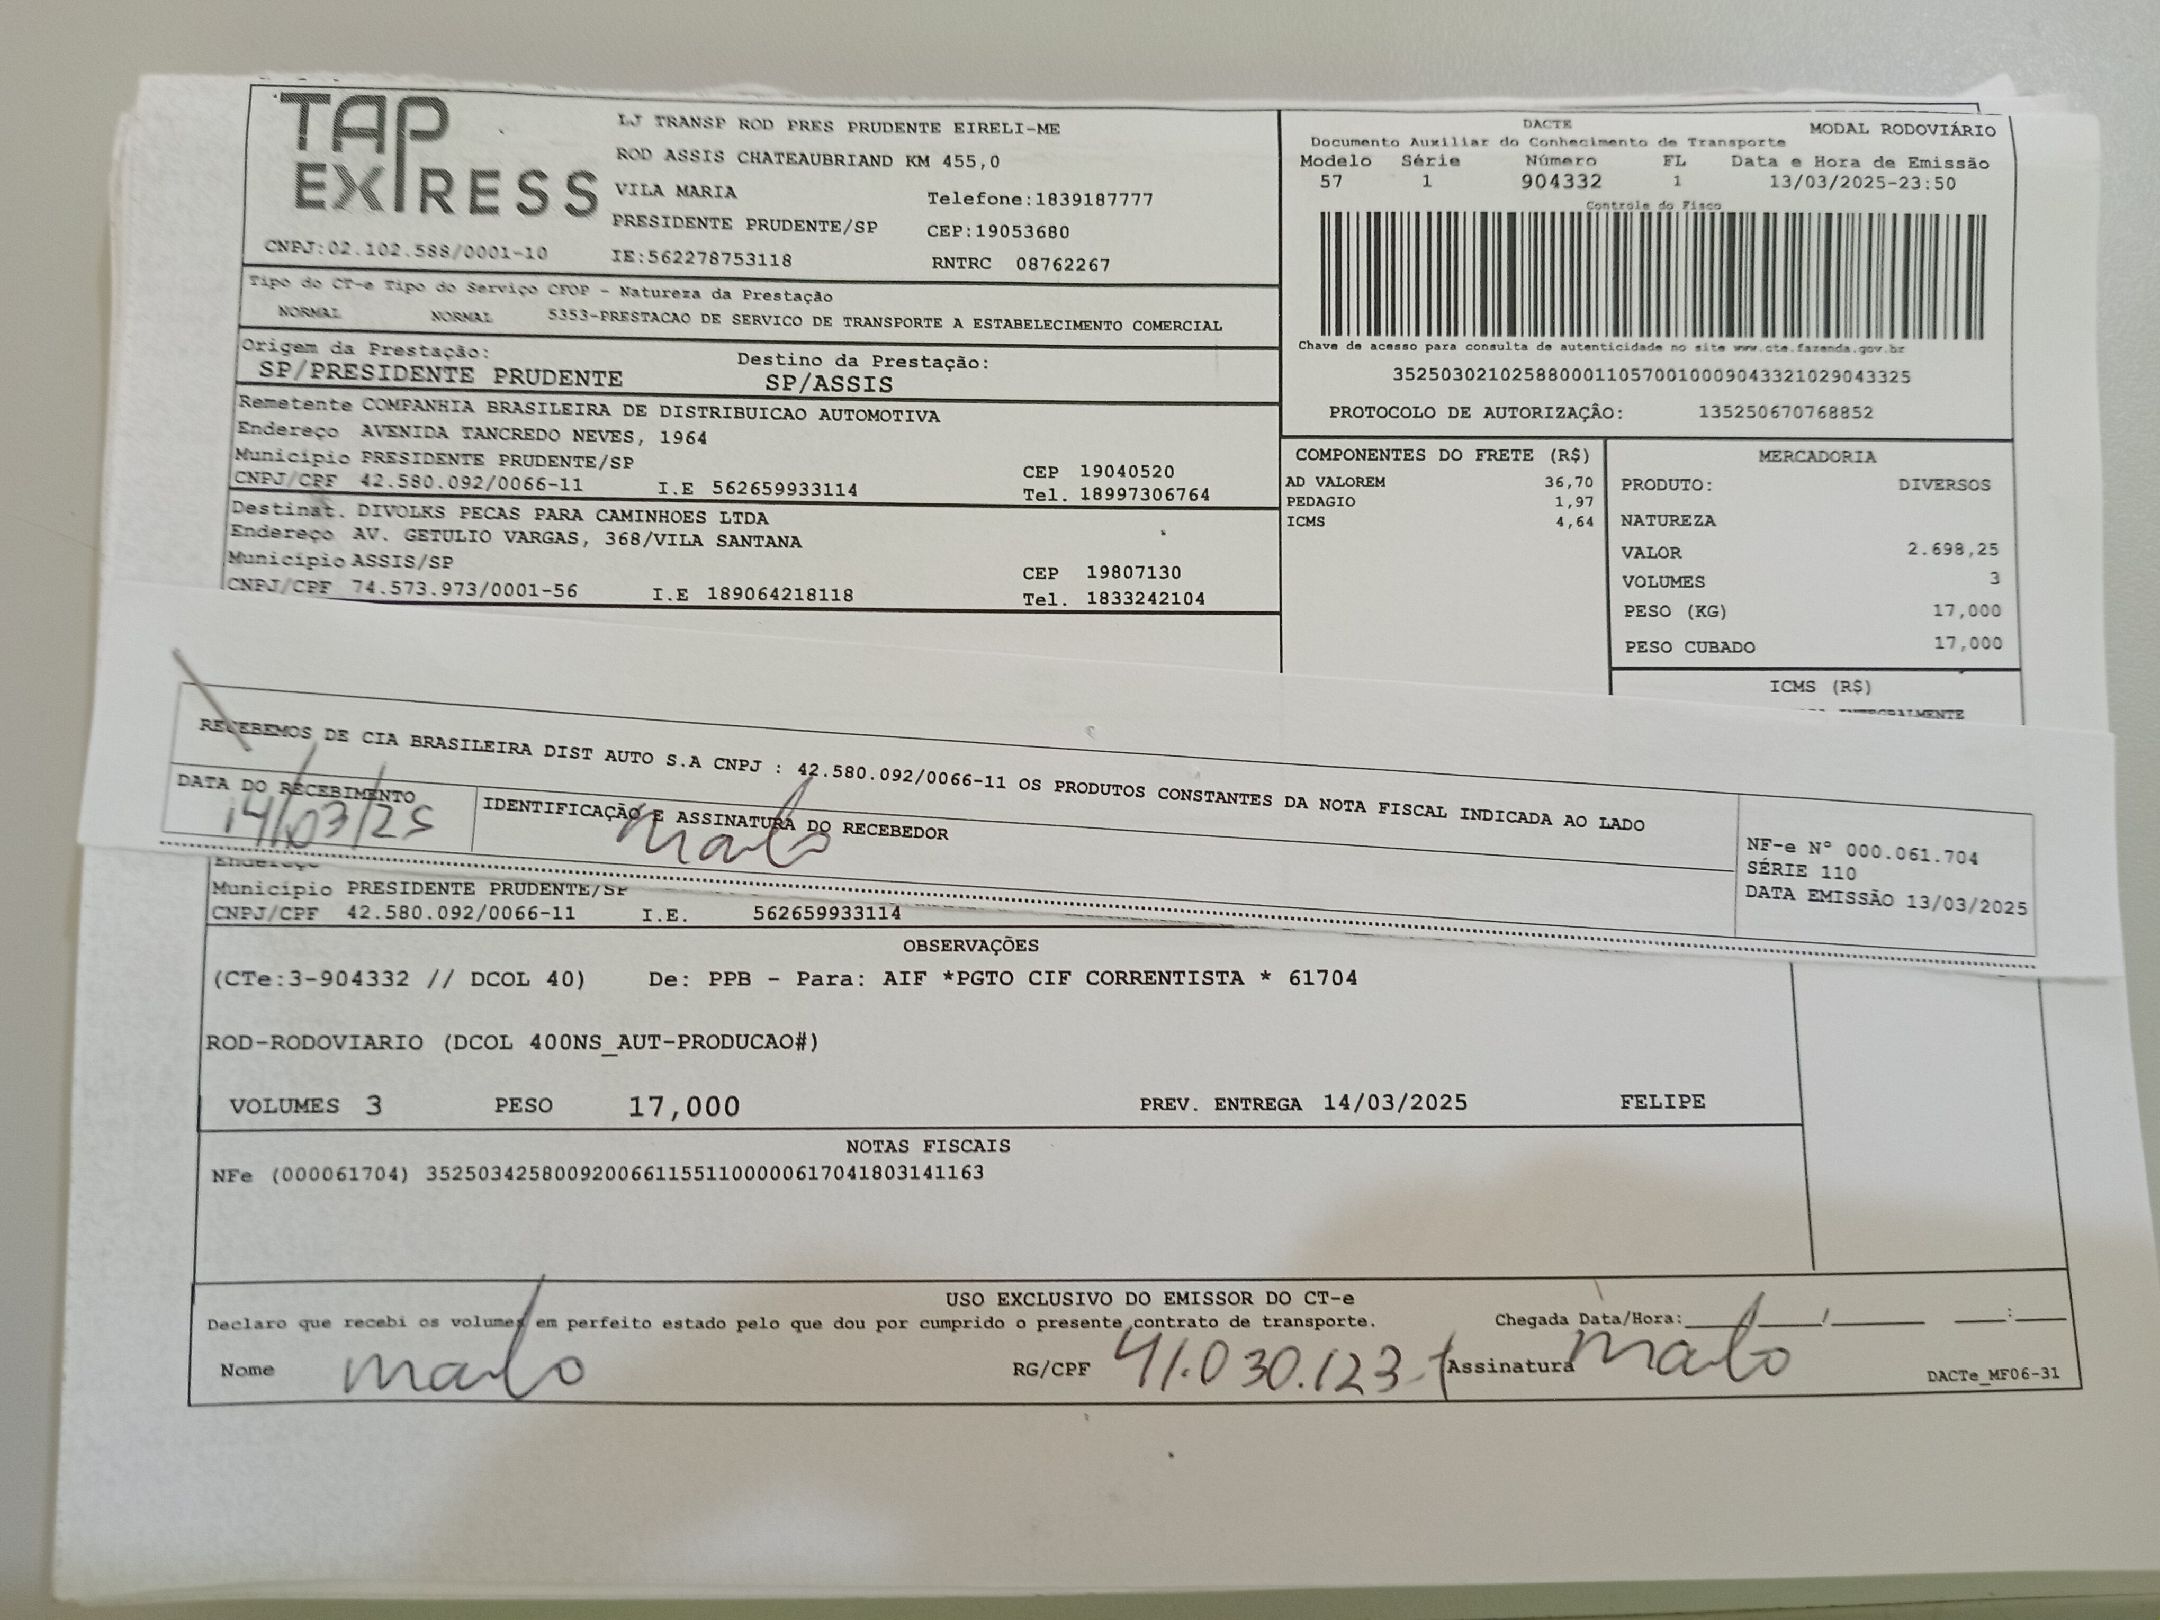 TAP EXPRESS
LJ TRANSP ROD PRES PRUDENTE EIRELI-ME
ROD ASSIS CHATEAUBRIAND KM 455,0
VILA MARIA Telefone:1839187777
PRESIDENTE PRUDENTE/SP CEP:19053680
CNPJ:02.102.588/0001-10 IE:562278753118 RNTRC 08762267
DACTE MODAL RODOVIÁRIO
Documento Auxiliar do Conhecimento de Transporte
Modelo Série Número FL Data e Hora de Emissão
57 1 904332 1 13/03/2025-23:50
Controle do Fisco
Chave de acesso para consulta de autenticidade no site www.cte.fazenda.gov.br
35250302102588000110570010009043321029043325
PROTOCOLO DE AUTORIZAÇÃO: 135250670768852
Tipo do CT-e Tipo do Serviço CFOP - Natureza da Prestação
NORMAL NORMAL 5353-PRESTACAO DE SERVICO DE TRANSPORTE A ESTABELECIMENTO COMERCIAL
Origem da Prestação: Destino da Prestação:
SP/PRESIDENTE PRUDENTE SP/ASSIS
Remetente COMPANHIA BRASILEIRA DE DISTRIBUICAO AUTOMOTIVA
Endereço AVENIDA TANCREDO NEVES, 1964
Município PRESIDENTE PRUDENTE/SP CEP 19040520
CNPJ/CPF 42.580.092/0066-11 I.E 562659933114 Tel. 18997306764
Destinat. DIVOLKS PECAS PARA CAMINHOES LTDA
Endereço AV. GETULIO VARGAS, 368/VILA SANTANA
Município ASSIS/SP CEP 19807130
CNPJ/CPF 74.573.973/0001-56 I.E 189064218118 Tel. 1833242104
COMPONENTES DO FRETE (R$)
AD VALOREM 36,70
PEDAGIO 1,97
ICMS 4,64
MERCADORIA
PRODUTO: DIVERSOS
NATUREZA
VALOR 2.698,25
VOLUMES 3
PESO (KG) 17,000
PESO CUBADO 17,000
ICMS (R$)
INTEGRALMENTE
RECEBEMOS DE CIA BRASILEIRA DIST AUTO S.A CNPJ : 42.580.092/0066-11 OS PRODUTOS CONSTANTES DA NOTA FISCAL INDICADA AO LADO
DATA DO RECEBIMENTO IDENTIFICAÇÃO E ASSINATURA DO RECEBEDOR
14/03/25
NF-e N° 000.061.704
SÉRIE 110
DATA EMISSÃO 13/03/2025
Endereço
Município PRESIDENTE PRUDENTE/SP
CNPJ/CPF 42.580.092/0066-11 I.E. 562659933114
OBSERVAÇÕES
(CTe:3-904332 // DCOL 40) De: PPB - Para: AIF *PGTO CIF CORRENTISTA * 61704
ROD-RODOVIARIO (DCOL 400NS_AUT-PRODUCAO#)
VOLUMES 3 PESO 17,000 PREV. ENTREGA 14/03/2025 FELIPE
NOTAS FISCAIS
NFe (000061704) 35250342580092006611551100000617041803141163
USO EXCLUSIVO DO EMISSOR DO CT-e
Declaro que recebi os volumes em perfeito estado pelo que dou por cumprido o presente contrato de transporte. Chegada Data/Hora:____/____/____ ___:___
Nome RG/CPF 41.030.123- Assinatura
DACTe_MF06-31